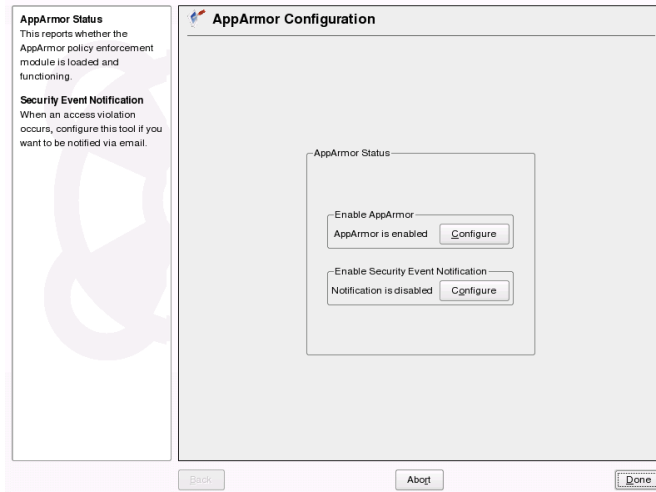 AppArmor Status
This reports whether the
AppArmor policy enforcement
module is loaded and
functioning.
Security Event Notification
When an access violation
occurs, configure this tool if you
want to be notified via email.
AppArmor Configuration
AppArmor Status
Enable AppArmor
AppArmor is enabled Configure
Enable Security Event Notification
Notification is disabled Configure
Back Abort Done